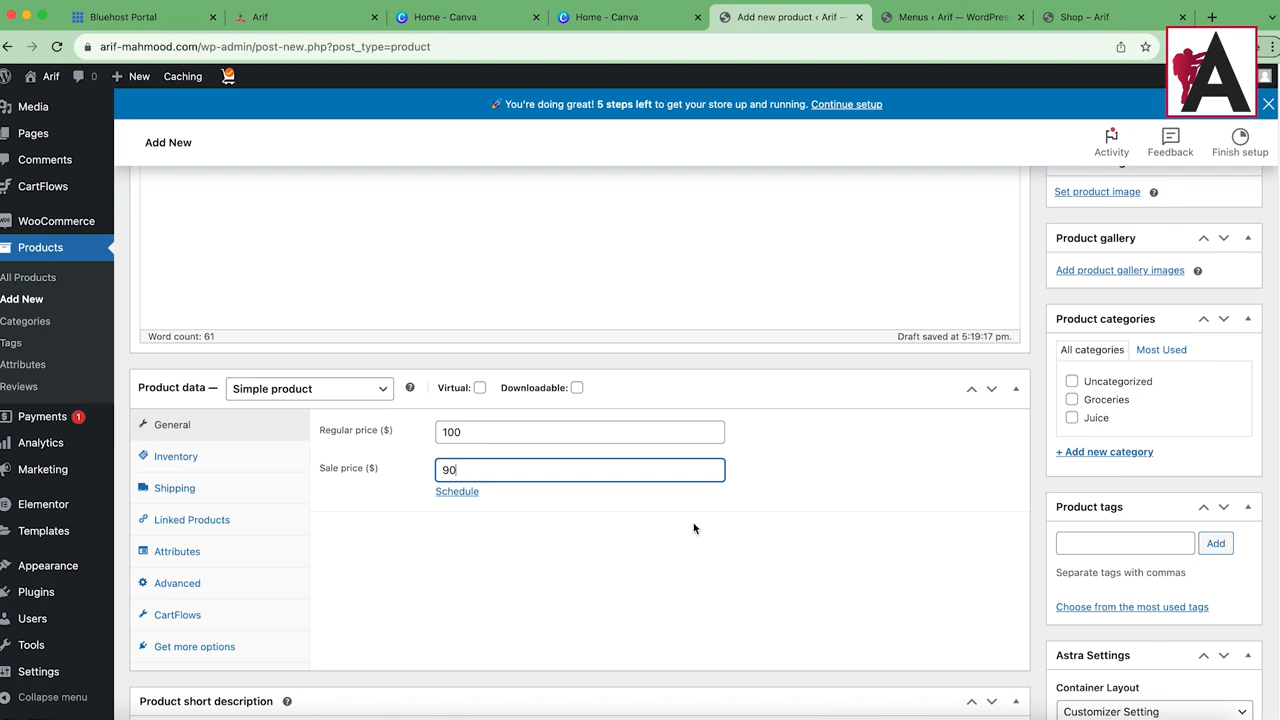 Bluehost Portal
Arif
Home - Canva
Home - Canva
Add new product ‹ Arif —
Menus ‹ Arif — WordPres
Shop – Arif
arif-mahmood.com/wp-admin/post-new.php?post_type=product
Arif
0
New
Caching
A
🚀 You're doing great! 5 steps left to get your store up and running. Continue setup
Add New
Activity
Feedback
Finish setup
Media
Pages
Comments
CartFlows
WooCommerce
Products
All Products
Add New
Categories
Tags
Attributes
Reviews
Payments 1
Analytics
Marketing
Elementor
Templates
Appearance
Plugins
Users
Tools
Settings
Collapse menu
Word count: 61
Draft saved at 5:19:17 pm.
Product data —
Simple product
Virtual:
Downloadable:
General
Inventory
Shipping
Linked Products
Attributes
Advanced
CartFlows
Get more options
Regular price ($)
100
Sale price ($)
90
Schedule
Product short description
Set product image
Product gallery
Add product gallery images
Product categories
All categories
Most Used
Uncategorized
Groceries
Juice
+ Add new category
Product tags
Add
Separate tags with commas
Choose from the most used tags
Astra Settings
Container Layout
Customizer Setting